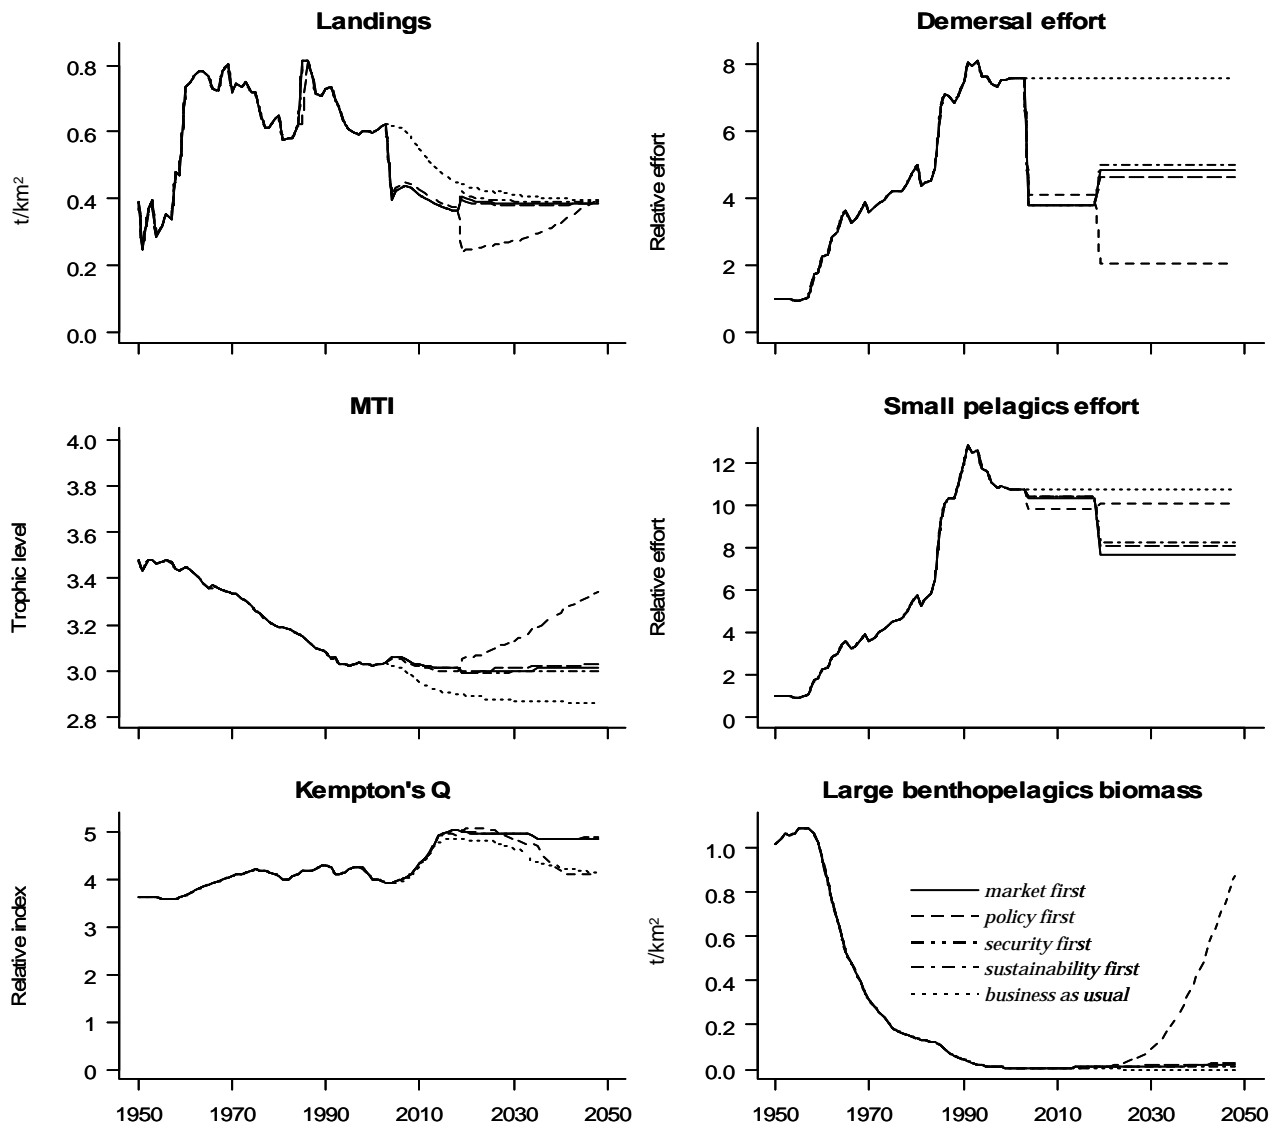 Landings
0.8
0.6
0.4
0.2
0.0
t/km²
Demersal effort
8
6
4
2
0
Relative effort
MTI
4.0
3.8
3.6
3.4
3.2
3.0
2.8
Trophic level
Small pelagics effort
12
10
8
6
4
2
0
Relative effort
Kempton's Q
5
4
3
2
1
0
Relative index
1950 1970 1990 2010 2030 2050
Large benthopelagics biomass
1.0
0.8
0.6
0.4
0.2
0.0
t/km²
market first
policy first
security first
sustainability first
business as usual
1950 1970 1990 2010 2030 2050